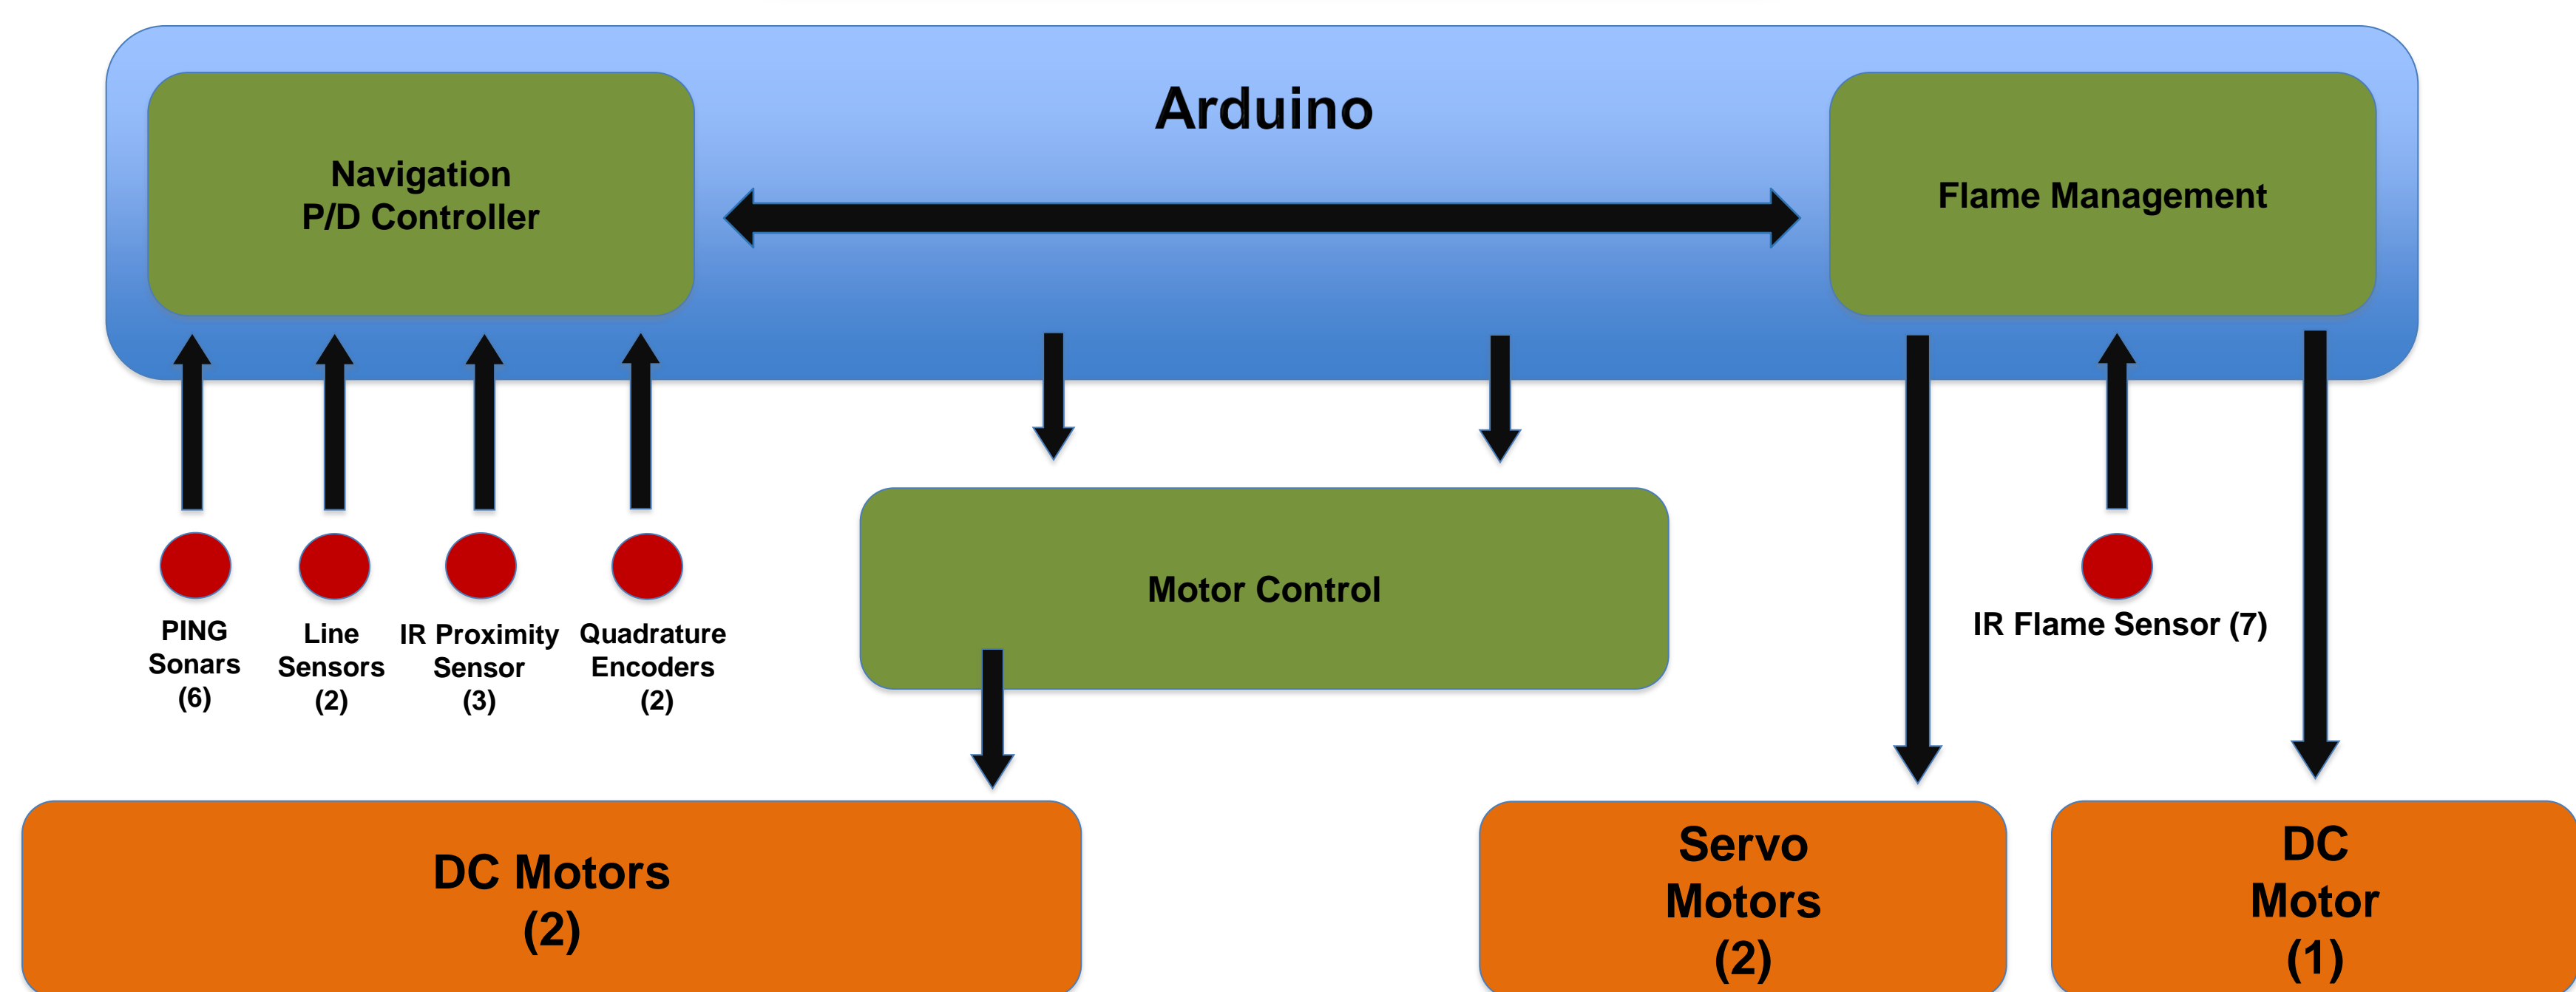 Arduino
Navigation
P/D Controller
Flame Management
PING
Sonars
(6)
Line
Sensors
(2)
IR Proximity
Sensor
(3)
Quadrature
Encoders
(2)
Motor Control
IR Flame Sensor (7)
DC Motors
(2)
Servo
Motors
(2)
DC
Motor
(1)